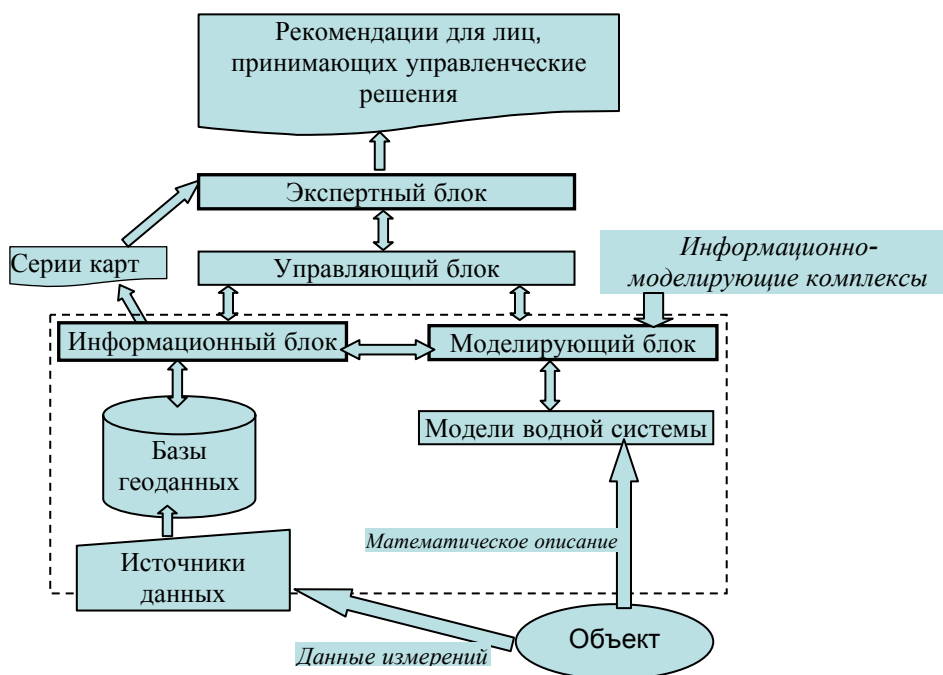 Рекомендации для лиц,
принимающих управленческие
решения
Экспертный блок
Серии карт
Управляющий блок
Информационно-
моделирующие комплексы
Информационный блок
Моделирующий блок
Модели водной системы
Базы
геоданных
Математическое описание
Источники
данных
Объект
Данные измерений